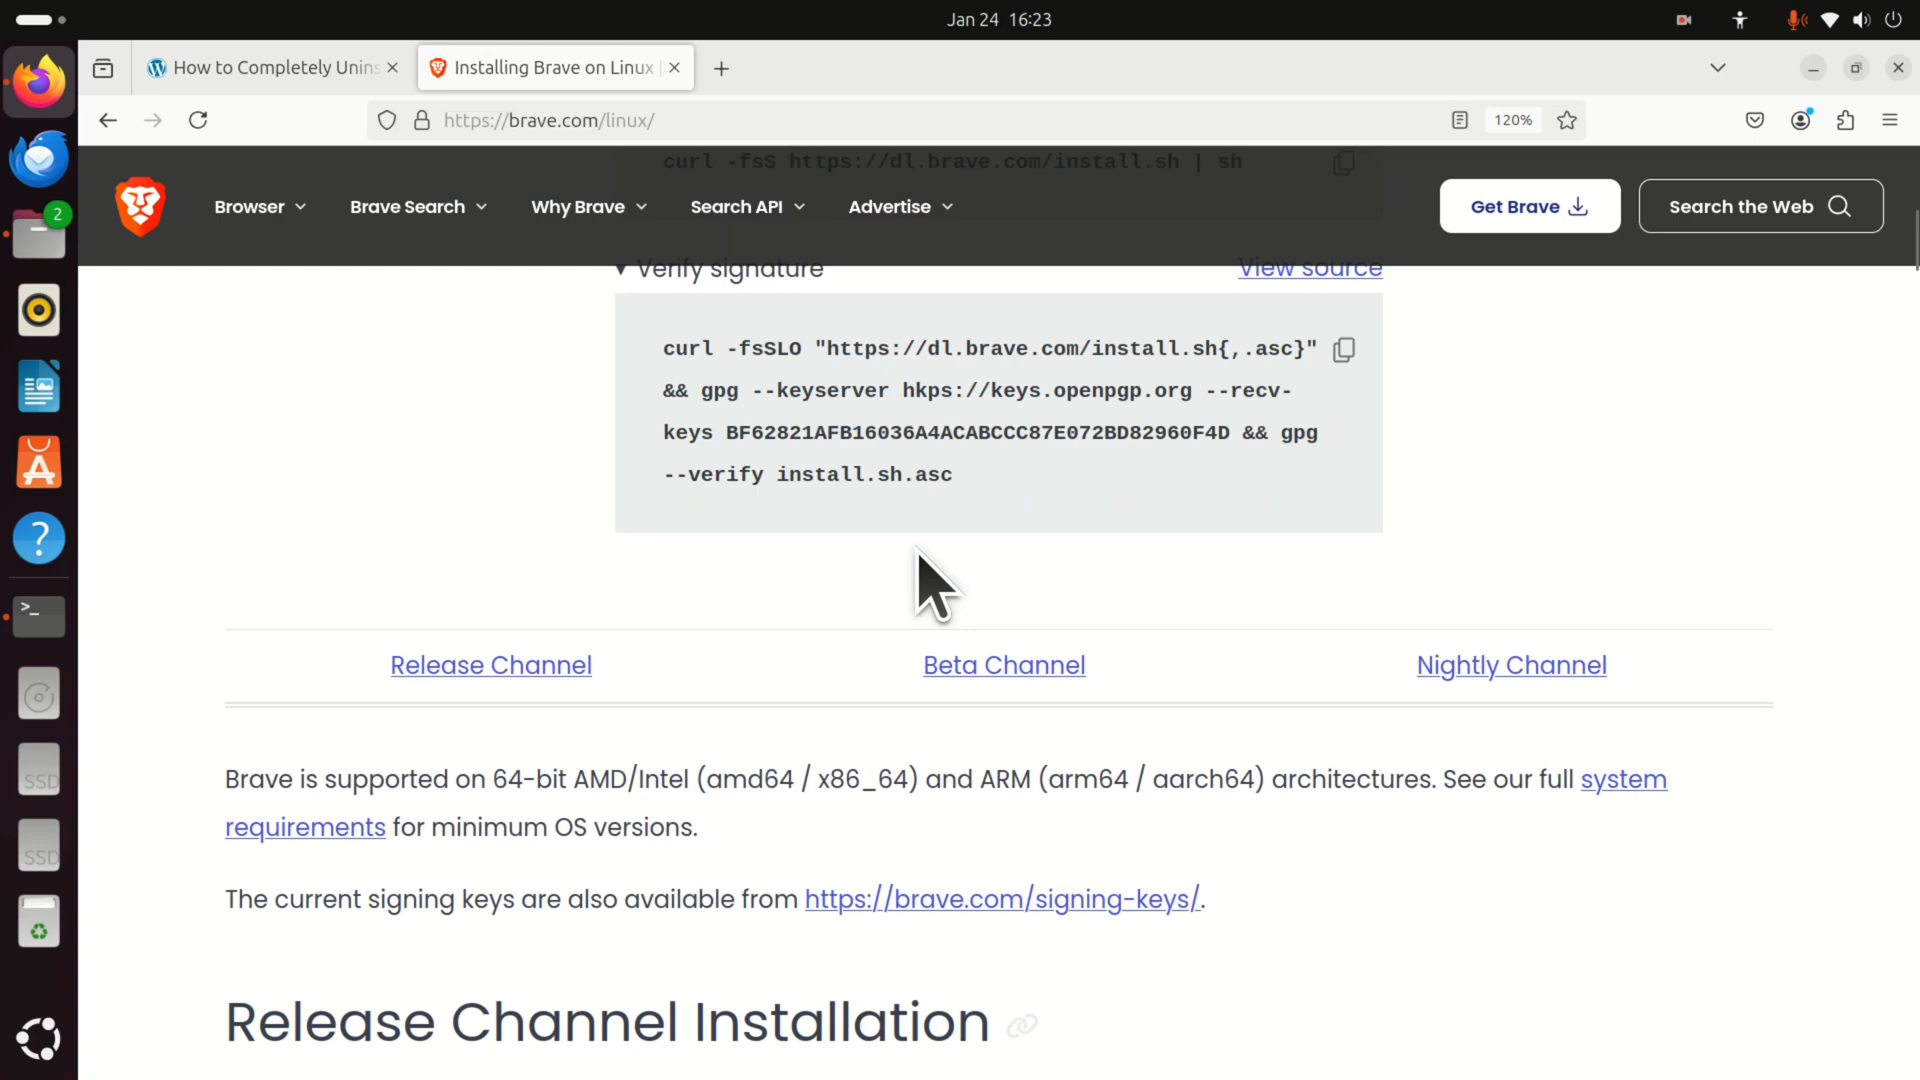 Jan 24 16:23
How to Completely Unins
Installing Brave on Linux
https://brave.com/linux/
120%
curl -fsS https://dl.brave.com/install.sh | sh
Browser
Brave Search
Why Brave
Search API
Advertise
Get Brave
Search the Web
2
Verify signature
View source
curl -fsSLO "https://dl.brave.com/install.sh{,.asc}"
&& gpg --keyserver hkps://keys.openpgp.org --recv-
keys BF62821AFB16036A4ACABCCC87E072BD82960F4D && gpg
--verify install.sh.asc
Release Channel
Beta Channel
Nightly Channel
Brave is supported on 64-bit AMD/Intel (amd64 / x86_64) and ARM (arm64 / aarch64) architectures. See our full system
requirements for minimum OS versions.
The current signing keys are also available from https://brave.com/signing-keys/.
Release Channel Installation
SSD
SSD